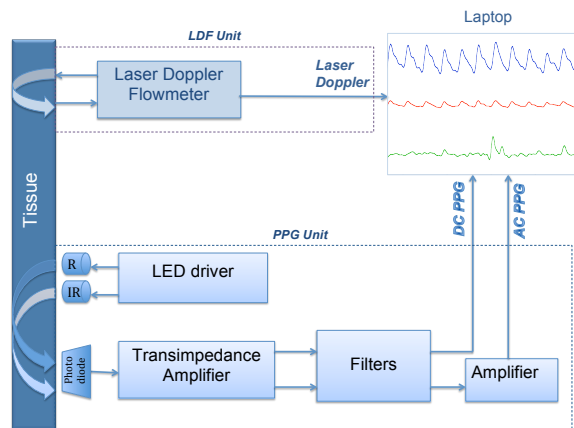 Laptop
LDF Unit
Laser Doppler
Flowmeter
Laser
Doppler
Tissue
DC PPG
AC PPG
PPG Unit
R
LED driver
IR
Photo
diode
Transimpedance
Amplifier
Filters
Amplifier